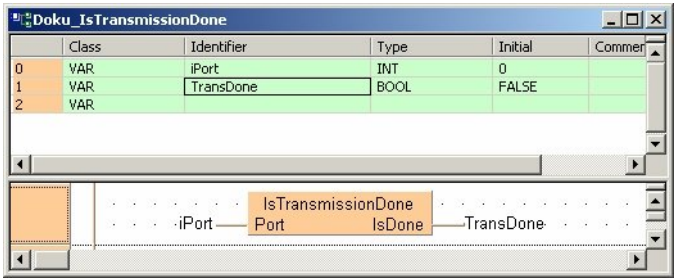 Doku_IsTransmissionDone
Class Identifier Type Initial Commer
0 VAR iPort INT 0
1 VAR TransDone BOOL FALSE
2 VAR
IsTransmissionDone
iPort Port IsDone TransDone